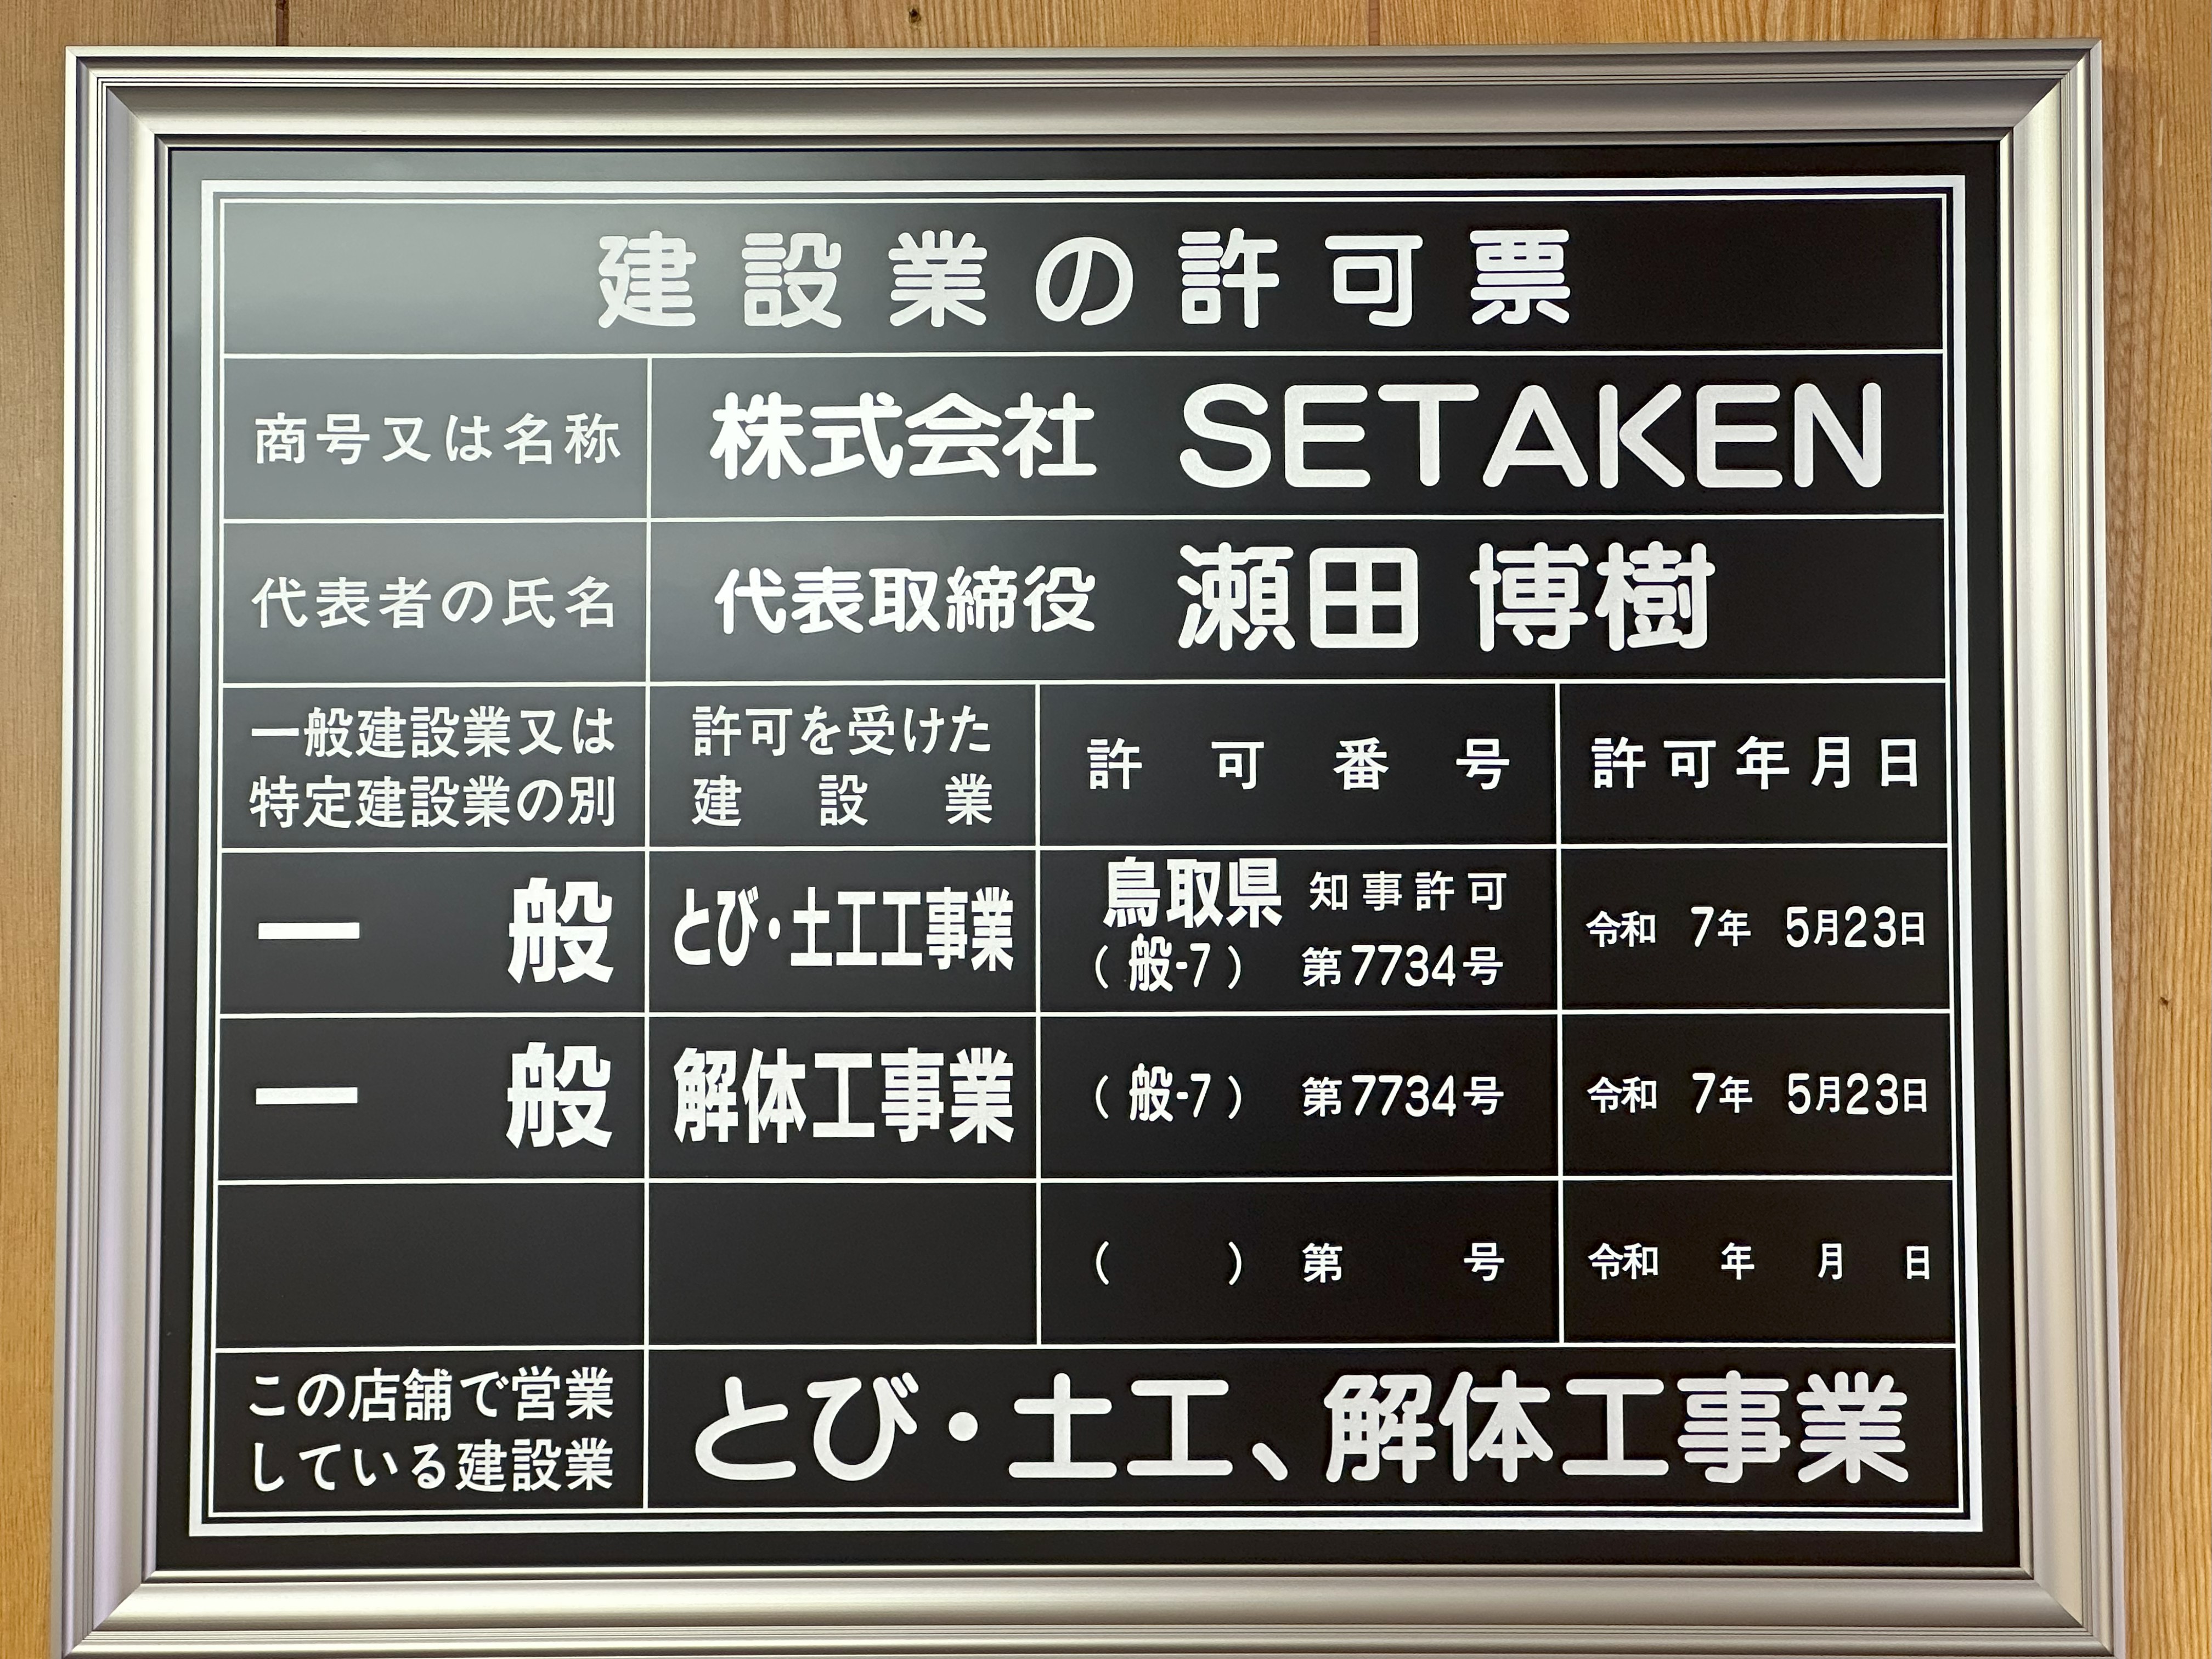 建設業の許可票
商号又は名称 株式会社 SETAKEN
代表者の氏名 代表取締役 瀬田 博樹
一般建設業又は
特定建設業の別
許可を受けた
建設業
許可番号
許可年月日
一般 とび・土工工事業
鳥取県 知事許可
(般-7) 第7734号
令和 7年 5月23日
一般 解体工事業 (般-7) 第7734号 令和 7年 5月23日
( ) 第 号 令和 年 月 日
この店舗で営業
している建設業
とび・土工、解体工事業